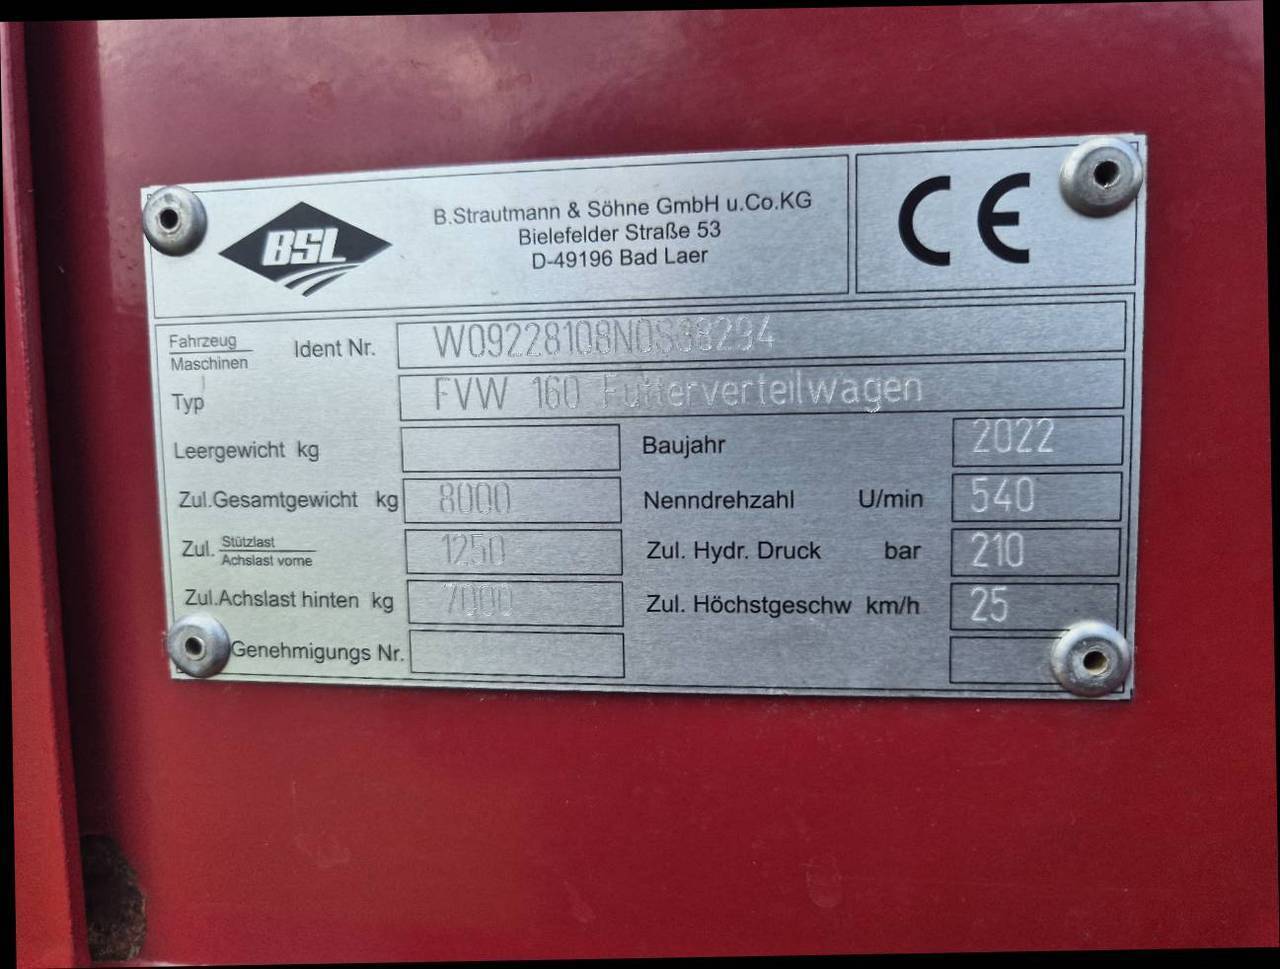 BSL
B.Strautmann & Söhne GmbH u.Co.KG
Bielefelder Straße 53
D-49196 Bad Laer
CE
Fahrzeug
Maschinen
Ident Nr. W09228108N0S38294
Typ FVW 160 Futterverteilwagen
Leergewicht kg
Baujahr 2022
Zul.Gesamtgewicht kg 8000
Nenndrehzahl U/min 540
Zul. Stützlast
Achslast vorne 1250
Zul. Hydr. Druck bar 210
Zul.Achslast hinten kg 7000
Zul. Höchstgeschw km/h 25
Genehmigungs Nr.